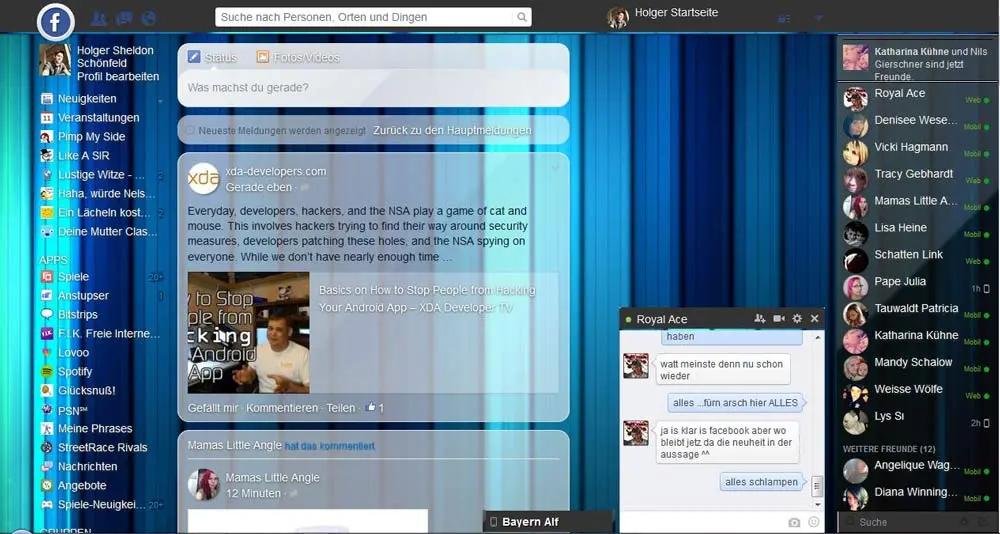 Suche nach Personen, Orten und Dingen
Holger Startseite
Holger Sheldon
Schönfeld
Profil bearbeiten
Neuigkeiten
Veranstaltungen
Pimp My Side
Like A SIR
Lustige Witze - ... 2
Haha, würde Nels...
Ein Lächeln kost... 2
Deine Mutter Clas...
APPS
Spiele 20+
Anstupser 1
Bitstrips
F.I.K. Freie Interne...
Lovoo
Spotify
Glücksnuß!
PSN℠
Meine Phrases
StreetRace Rivals
Nachrichten
Angebote
Spiele-Neuigkei... 20+
GRUPPEN
Status Fotos/Videos
Was machst du gerade?
Neueste Meldungen werden angezeigt · Zurück zu den Hauptmeldungen
xda-developers.com
Gerade eben ·
Everyday, developers, hackers, and the NSA play a game of cat and
mouse. This involves hackers trying to find their way around security
measures, developers patching these holes, and the NSA spying on
everyone. While we don't have nearly enough time ...
y to Stop
ple from
cking
Android
App
Basics on How to Stop People from Hacking
Your Android App – XDA Developer TV
Gefällt mir · Kommentieren · Teilen · 1
Mamas Little Angle hat das kommentiert
Mamas Little Angle
12 Minuten ·
Bayern Alf
Royal Ace
haben
watt meinste denn nu schon
wieder
alles ...fürn arsch hier ALLES
ja is klar is facebook aber wo
bleibt jetz da die neuheit in der
aussage ^^
alles schlampen
Katharina Kühne und Nils
Gierschner sind jetzt
Freunde.
Royal Ace Web
Denisee Wese... Mobil
Vicki Hagmann Mobil
Tracy Gebhardt Web
Mamas Little A... Mobil
Lisa Heine Mobil
Schatten Link Web
Pape Julia 1h
Tauwaldt Patricia Mobil
Katharina Kühne Mobil
Mandy Schalow Mobil
Weisse Wölfe Web
Lys Sı 2h
WEITERE FREUNDE (12)
Angelique Wag... Mobil
Diana Winning... Mobil
Suche